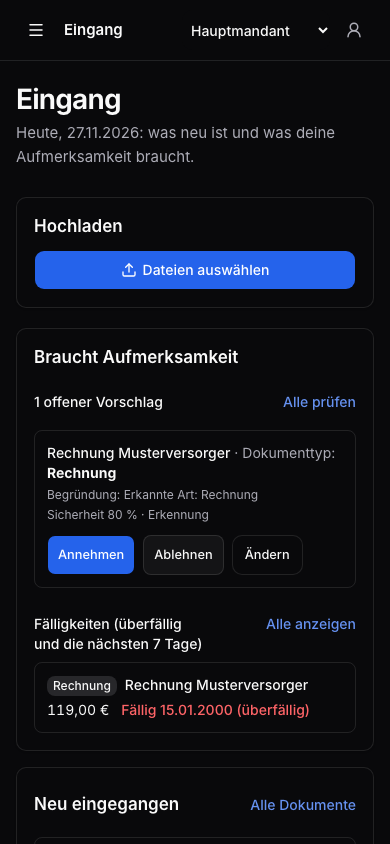 Eingang
Hauptmandant
Eingang
Heute, 27.11.2026: was neu ist und was deine
Aufmerksamkeit braucht.
Hochladen
Dateien auswählen
Braucht Aufmerksamkeit
1 offener Vorschlag
Alle prüfen
Rechnung Musterversorger · Dokumenttyp:
Rechnung
Begründung: Erkannte Art: Rechnung
Sicherheit 80 % · Erkennung
Annehmen
Ablehnen
Ändern
Fälligkeiten (überfällig
und die nächsten 7 Tage)
Alle anzeigen
Rechnung Rechnung Musterversorger
119,00 € Fällig 15.01.2000 (überfällig)
Neu eingegangen
Alle Dokumente